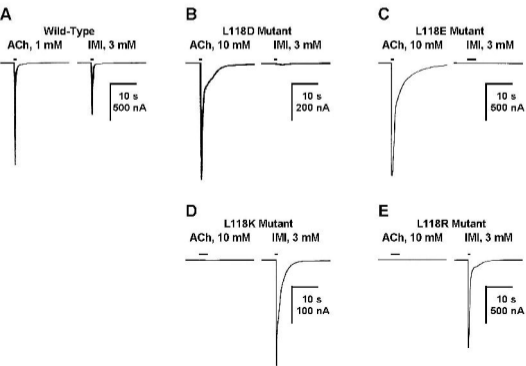 A
Wild-Type
ACh, 1 mM IMI, 3 mM
10 s
500 nA
B
L118D Mutant
ACh, 10 mM IMI, 3 mM
10 s
200 nA
C
L118E Mutant
ACh, 10 mM IMI, 3 mM
10 s
500 nA
D
L118K Mutant
ACh, 10 mM IMI, 3 mM
10 s
100 nA
E
L118R Mutant
ACh, 10 mM IMI, 3 mM
10 s
500 nA